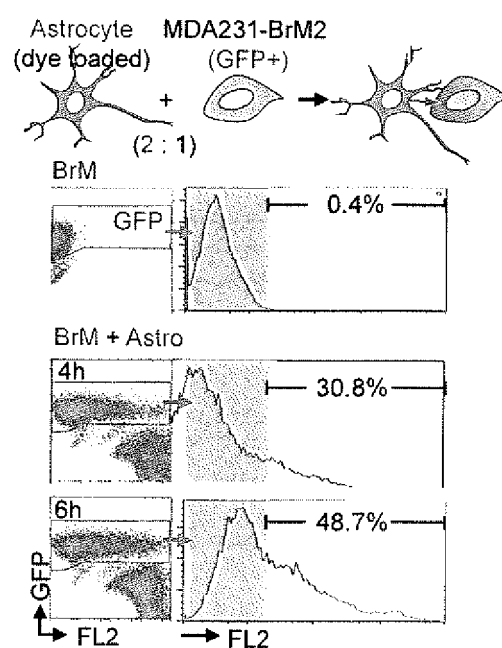 Astrocyte MDA231-BrM2
(dye loaded) (GFP+)
+
(2 : 1)
BrM
GFP
0.4%
BrM + Astro
4h
30.8%
6h
48.7%
GFP
FL2 FL2